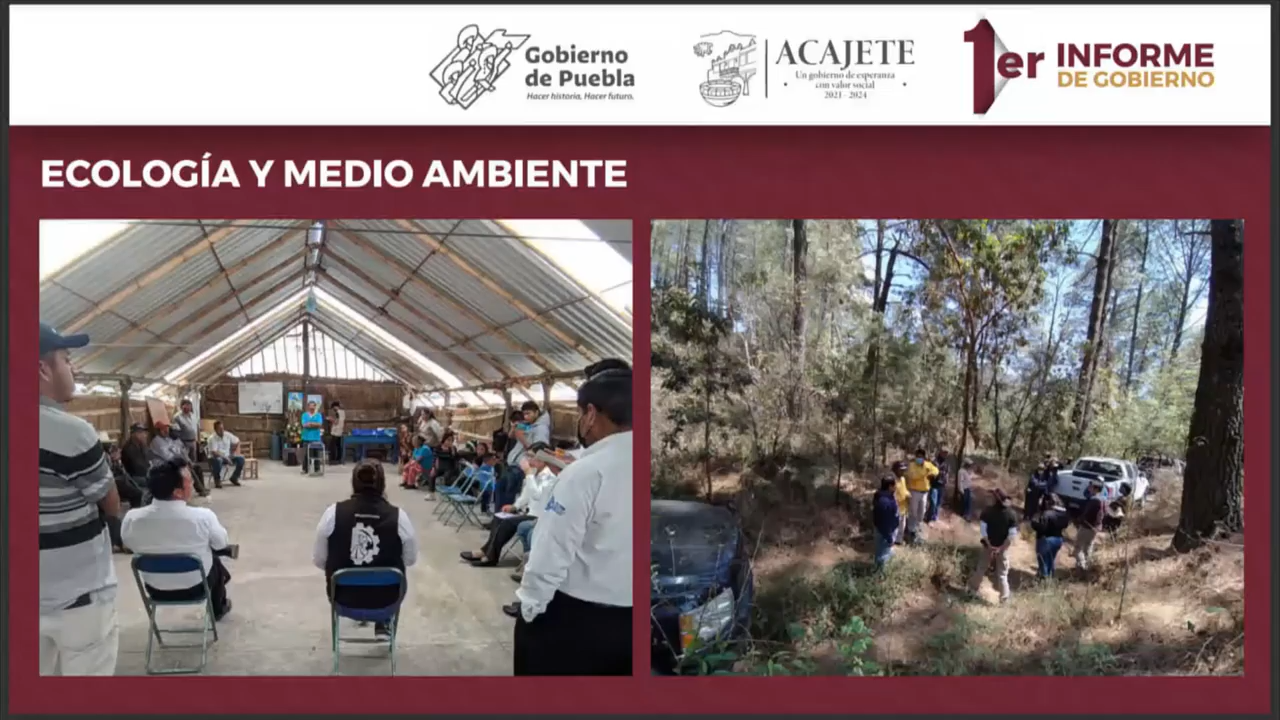 Gobierno
de Puebla
Hacer historia, Hacer futuro.
ACAJETE
Un gobierno de esperanza
• con valor social •
2021 - 2024
1er INFORME
DE GOBIERNO
ECOLOGÍA Y MEDIO AMBIENTE